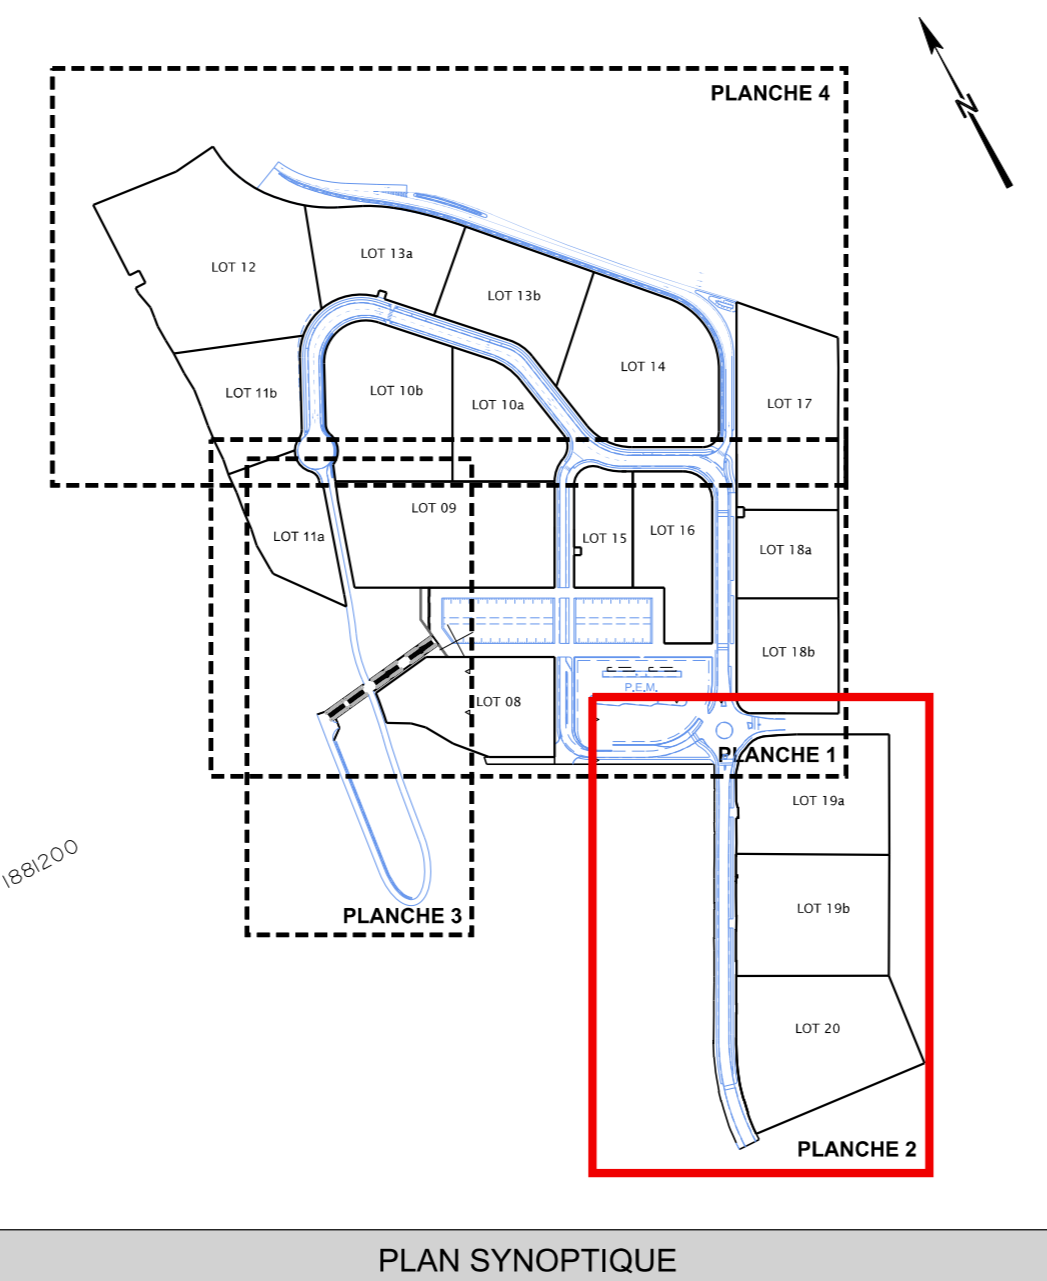 PLANCHE 4
N
LOT 12
LOT 13a
LOT 13b
LOT 14
LOT 11b
LOT 10b
LOT 10a
LOT 17
LOT 09
LOT 11a
LOT 15
LOT 16
LOT 18a
LOT 18b
P.E.M.
LOT 08
PLANCHE 1
LOT 19a
1881200
LOT 19b
PLANCHE 3
LOT 20
PLANCHE 2
PLAN SYNOPTIQUE